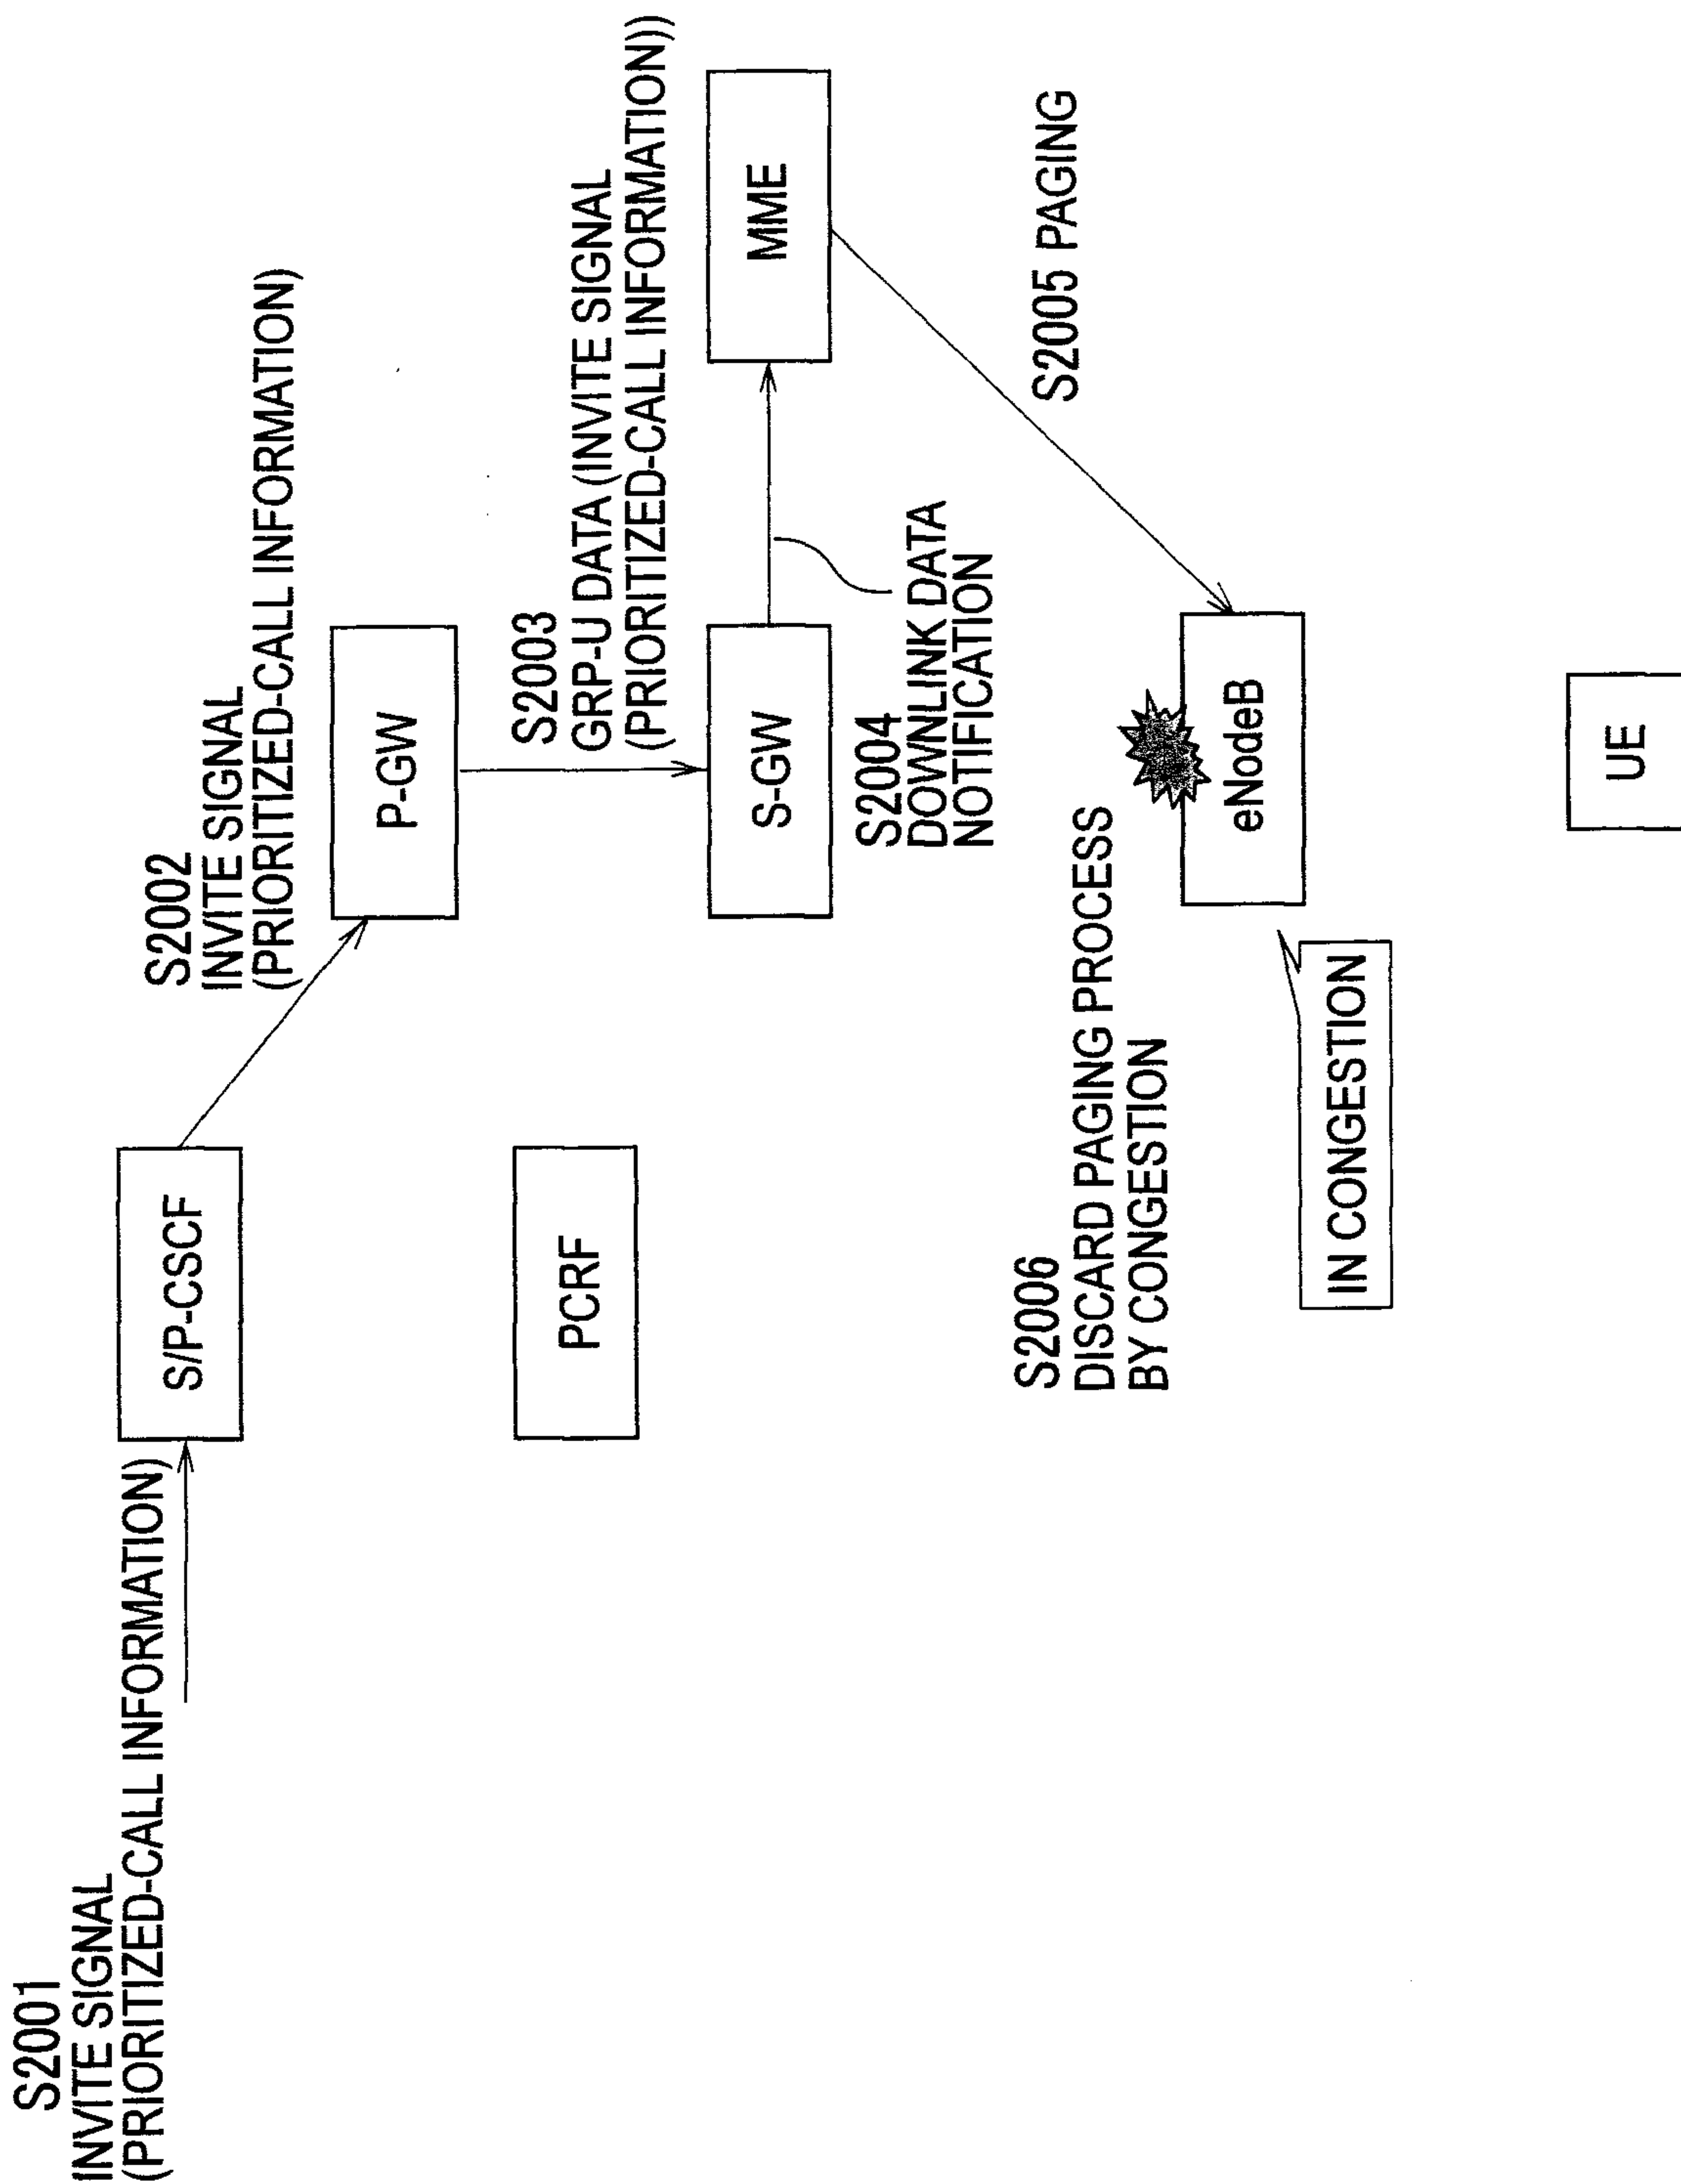 S2001
INVITE SIGNAL
(PRIORITIZED-CALL INFORMATION)
S/P-CSCF
S2002
INVITE SIGNAL
(PRIORITIZED-CALL INFORMATION)
P-GW
PCRF
S2003
GRP-U DATA (INVITE SIGNAL
(PRIORITIZED-CALL INFORMATION))
S-GW
MME
S2004
DOWNLINK DATA
NOTIFICATION
S2005 PAGING
S2006
DISCARD PAGING PROCESS
BY CONGESTION
eNodeB
IN CONGESTION
UE